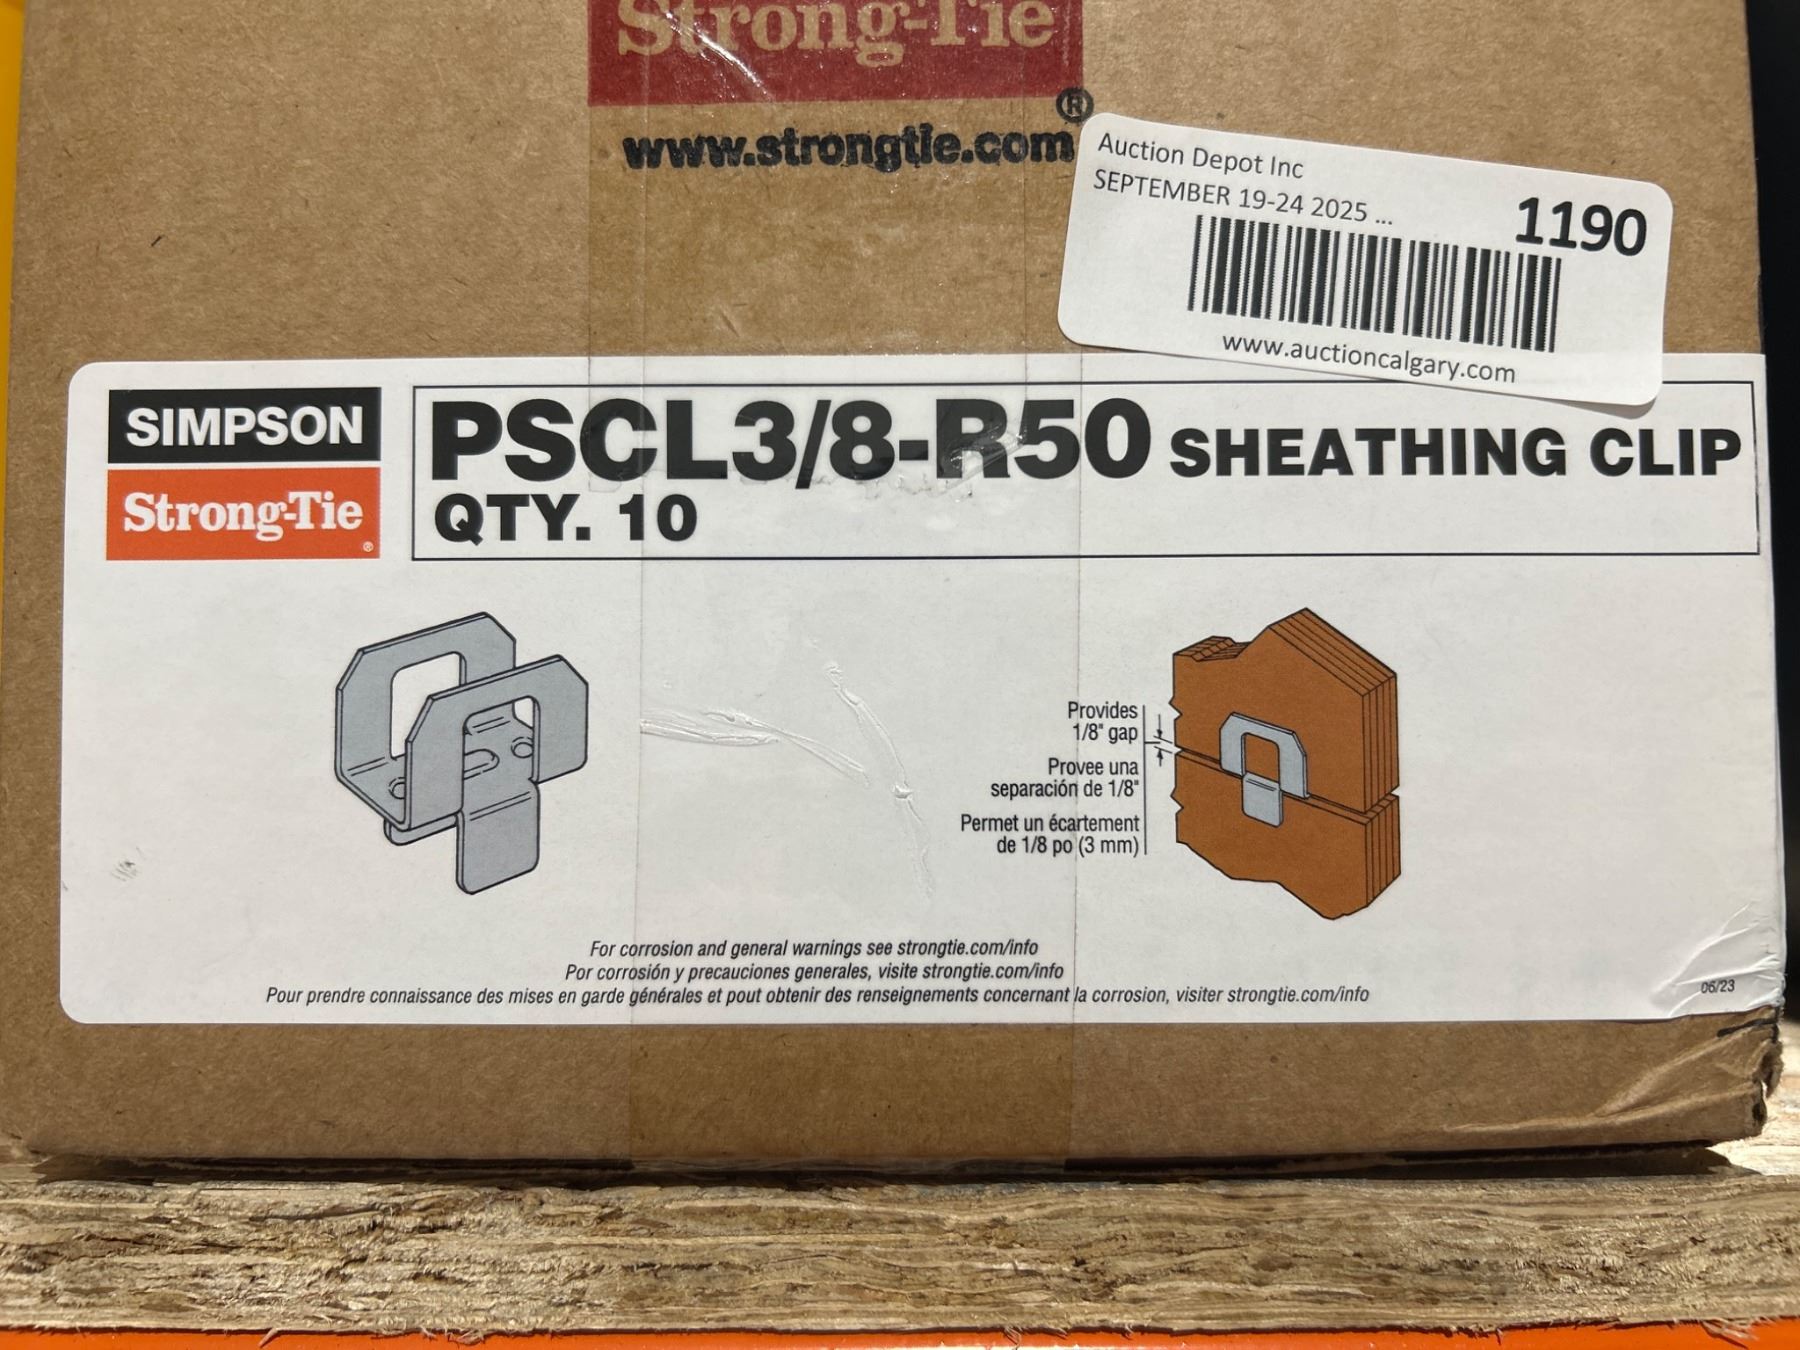 Strong-Tie
®
www.strongtie.com
Auction Depot Inc
SEPTEMBER 19-24 2025 ...
1190
www.auctioncalgary.com
SIMPSON
Strong-Tie
®
PSCL3/8-R50 SHEATHING CLIP
QTY. 10
Provides
1/8" gap
Provee una
separación de 1/8"
Permet un écartement
de 1/8 po (3 mm)
For corrosion and general warnings see strongtie.com/info
Por corrosión y precauciones generales, visite strongtie.com/info
Pour prendre connaissance des mises en garde générales et pout obtenir des renseignements concernant la corrosion, visiter strongtie.com/info
06/23